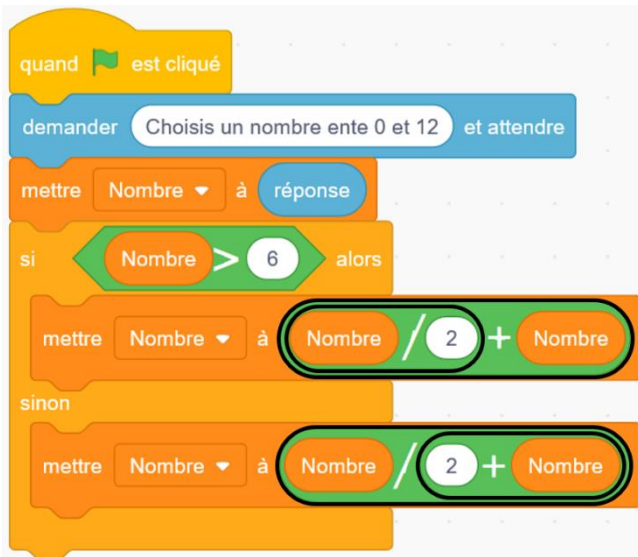 quand est cliqué
demander Choisis un nombre ente 0 et 12 et attendre
mettre Nombre à réponse
si Nombre > 6 alors
mettre Nombre à Nombre / 2 + Nombre
sinon
mettre Nombre à Nombre / 2 + Nombre